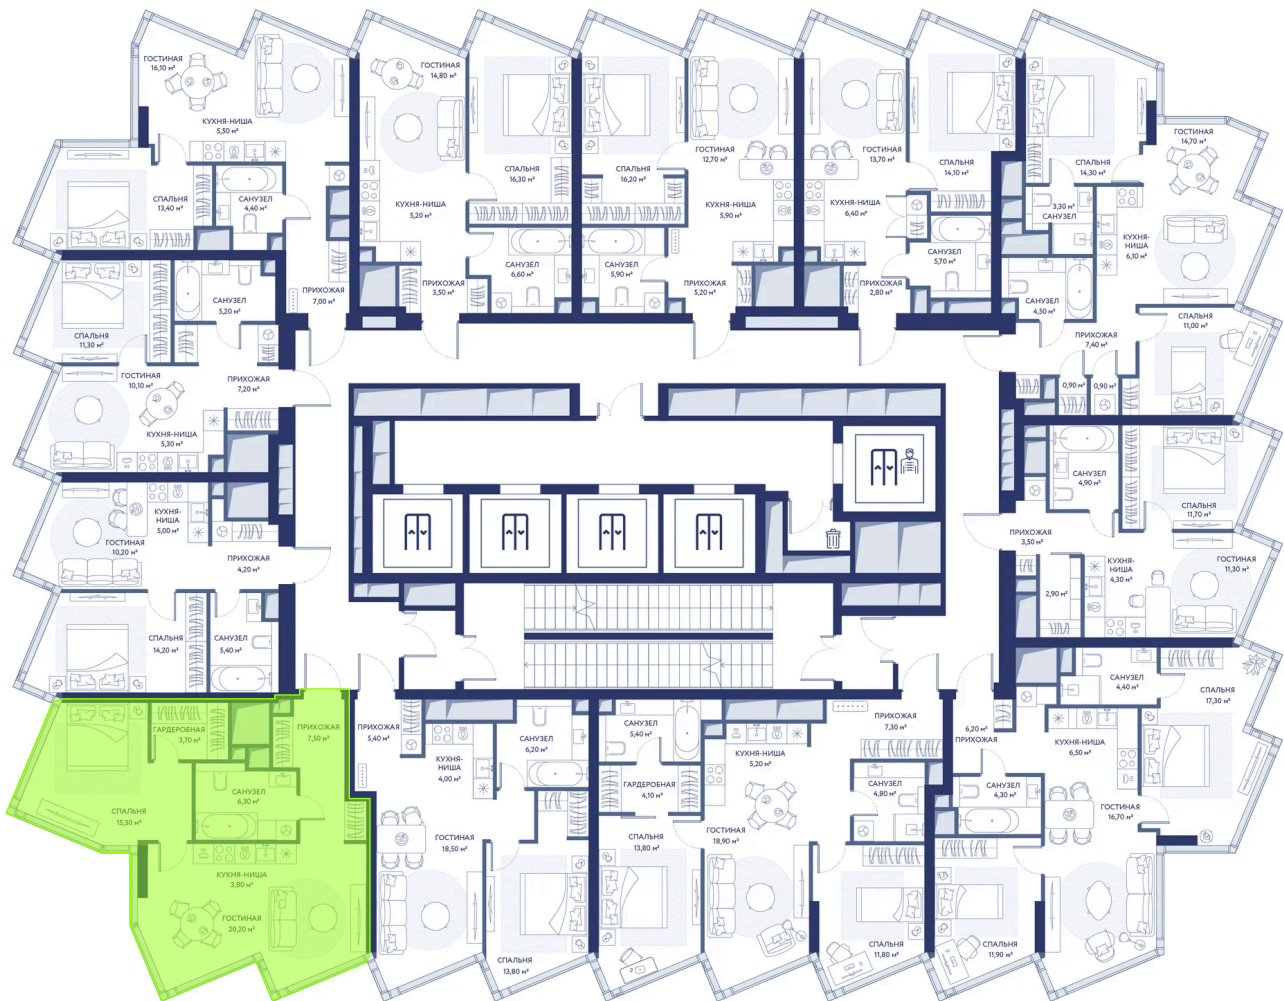 ГОСТИНАЯ
16,10 м²
КУХНЯ-НИША
5,50 м²
СПАЛЬНЯ
13,40 м²
САНУЗЕЛ
4,40 м²
ПРИХОЖАЯ
7,00 м²
ГОСТИНАЯ
14,80 м²
КУХНЯ-НИША
5,20 м²
СПАЛЬНЯ
16,30 м²
САНУЗЕЛ
6,60 м²
ПРИХОЖАЯ
3,50 м²
СПАЛЬНЯ
16,20 м²
САНУЗЕЛ
5,90 м²
ГОСТИНАЯ
12,70 м²
КУХНЯ-НИША
5,90 м²
ПРИХОЖАЯ
5,20 м²
ГОСТИНАЯ
13,70 м²
КУХНЯ-НИША
6,40 м²
СПАЛЬНЯ
14,10 м²
САНУЗЕЛ
5,70 м²
ПРИХОЖАЯ
2,80 м²
СПАЛЬНЯ
14,30 м²
3,30 м²
САНУЗЕЛ
ГОСТИНАЯ
14,70 м²
КУХНЯ-
НИША
6,10 м²
САНУЗЕЛ
4,50 м²
ПРИХОЖАЯ
7,40 м²
СПАЛЬНЯ
11,00 м²
0,90 м²
0,90 м²
СПАЛЬНЯ
11,30 м²
САНУЗЕЛ
5,20 м²
ГОСТИНАЯ
10,10 м²
ПРИХОЖАЯ
7,20 м²
КУХНЯ-НИША
5,30 м²
КУХНЯ-
НИША
5,00 м²
ГОСТИНАЯ
10,20 м²
ПРИХОЖАЯ
4,20 м²
СПАЛЬНЯ
14,20 м²
САНУЗЕЛ
5,40 м²
САНУЗЕЛ
4,90 м²
СПАЛЬНЯ
11,70 м²
ПРИХОЖАЯ
3,50 м²
КУХНЯ-
НИША
4,30 м²
ГОСТИНАЯ
11,30 м²
2,90 м²
ГАРДЕРОБНАЯ
3,70 м²
ПРИХОЖАЯ
7,50 м²
СПАЛЬНЯ
15,30 м²
САНУЗЕЛ
6,30 м²
КУХНЯ-НИША
3,80 м²
ГОСТИНАЯ
20,20 м²
ПРИХОЖАЯ
5,40 м²
КУХНЯ-
НИША
4,00 м²
САНУЗЕЛ
6,20 м²
ГОСТИНАЯ
18,50 м²
СПАЛЬНЯ
13,80 м²
САНУЗЕЛ
5,40 м²
ГАРДЕРОБНАЯ
4,10 м²
СПАЛЬНЯ
13,80 м²
КУХНЯ-НИША
5,20 м²
ПРИХОЖАЯ
7,30 м²
ГОСТИНАЯ
18,90 м²
САНУЗЕЛ
4,80 м²
СПАЛЬНЯ
11,80 м²
САНУЗЕЛ
4,40 м²
СПАЛЬНЯ
17,30 м²
6,20 м²
ПРИХОЖАЯ
КУХНЯ-НИША
6,50 м²
САНУЗЕЛ
4,30 м²
ГОСТИНАЯ
16,70 м²
СПАЛЬНЯ
11,90 м²